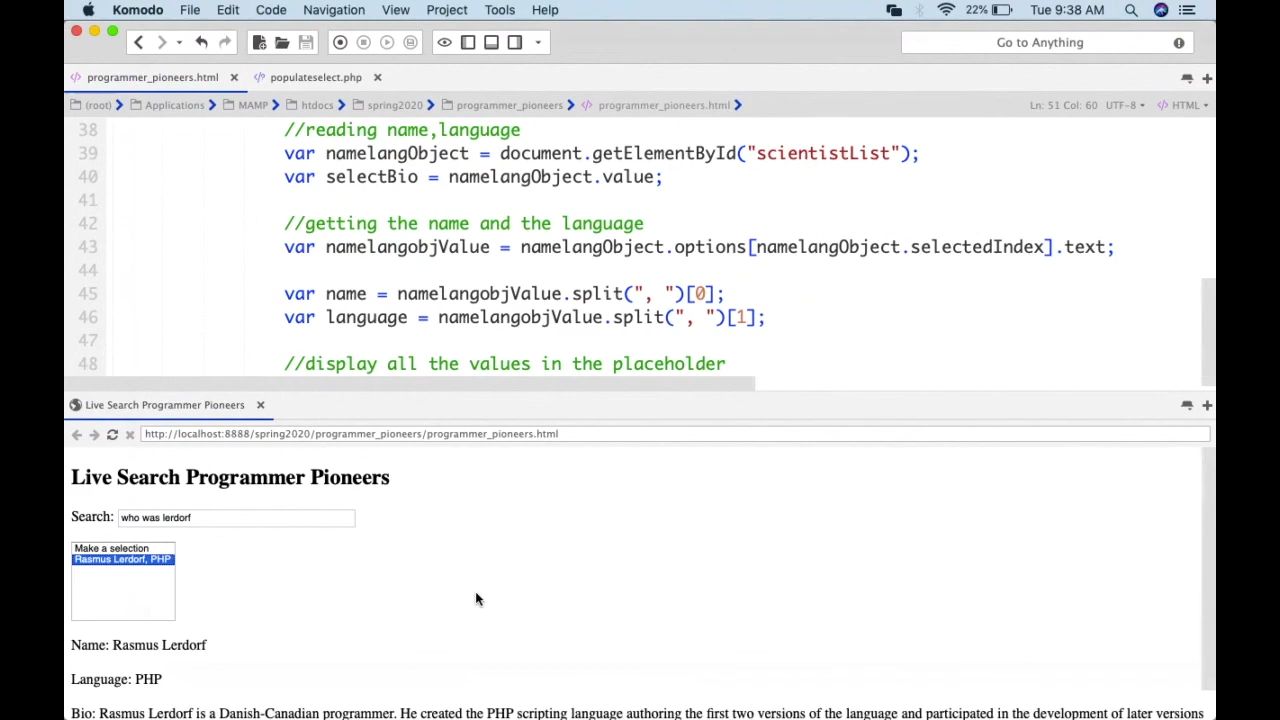 Komodo File Edit Code Navigation View Project Tools Help 22% Tue 9:38 AM
Go to Anything
programmer_pioneers.html populateselect.php
(root) Applications MAMP htdocs spring2020 programmer_pioneers programmer_pioneers.html Ln: 51 Col: 60 UTF-8 HTML
38 //reading name,language
39 var namelangObject = document.getElementById("scientistList");
40 var selectBio = namelangObject.value;
41
42 //getting the name and the language
43 var namelangobjValue = namelangObject.options[namelangObject.selectedIndex].text;
44
45 var name = namelangobjValue.split(", ")[0];
46 var language = namelangobjValue.split(", ")[1];
47
48 //display all the values in the placeholder
Live Search Programmer Pioneers
http://localhost:8888/spring2020/programmer_pioneers/programmer_pioneers.html
Live Search Programmer Pioneers
Search: who was lerdorf
Make a selection
Rasmus Lerdorf, PHP
Name: Rasmus Lerdorf
Language: PHP
Bio: Rasmus Lerdorf is a Danish-Canadian programmer. He created the PHP scripting language authoring the first two versions of the language and participated in the development of later versions